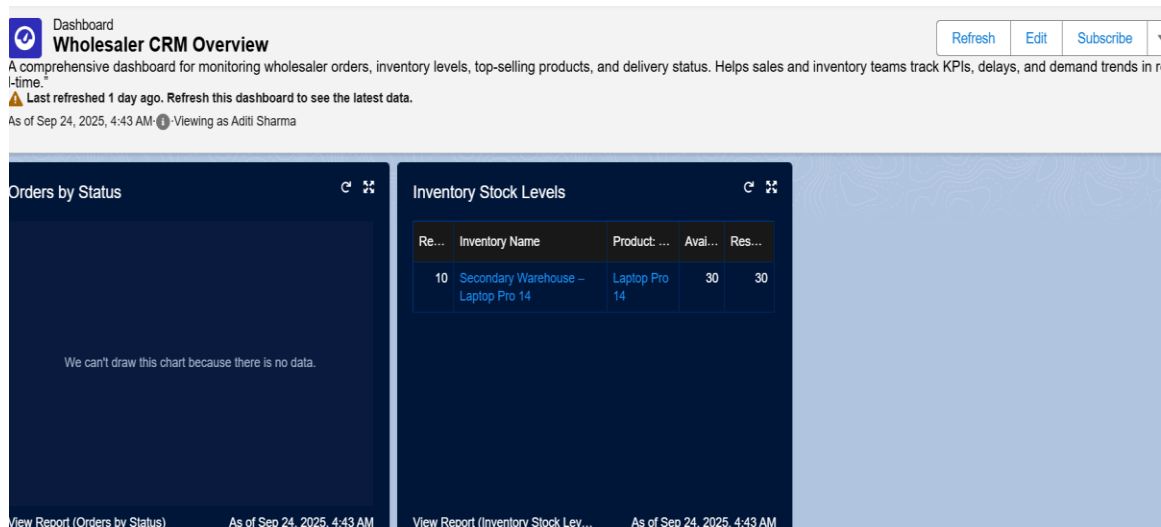 Dashboard
Wholesaler CRM Overview
Refresh
Edit
Subscribe
A comprehensive dashboard for monitoring wholesaler orders, inventory levels, top-selling products, and delivery status. Helps sales and inventory teams track KPIs, delays, and demand trends in
l-time."
Last refreshed 1 day ago. Refresh this dashboard to see the latest data.
As of Sep 24, 2025, 4:43 AM·Viewing as Aditi Sharma
Orders by Status
We can't draw this chart because there is no data.
View Report (Orders by Status)
As of Sep 24, 2025, 4:43 AM
Inventory Stock Levels
Re... Inventory Name Product: ... Avai... Res...
10 Secondary Warehouse – Laptop Pro 30 30
Laptop Pro 14 14
View Report (Inventory Stock Lev...
As of Sep 24, 2025, 4:43 AM